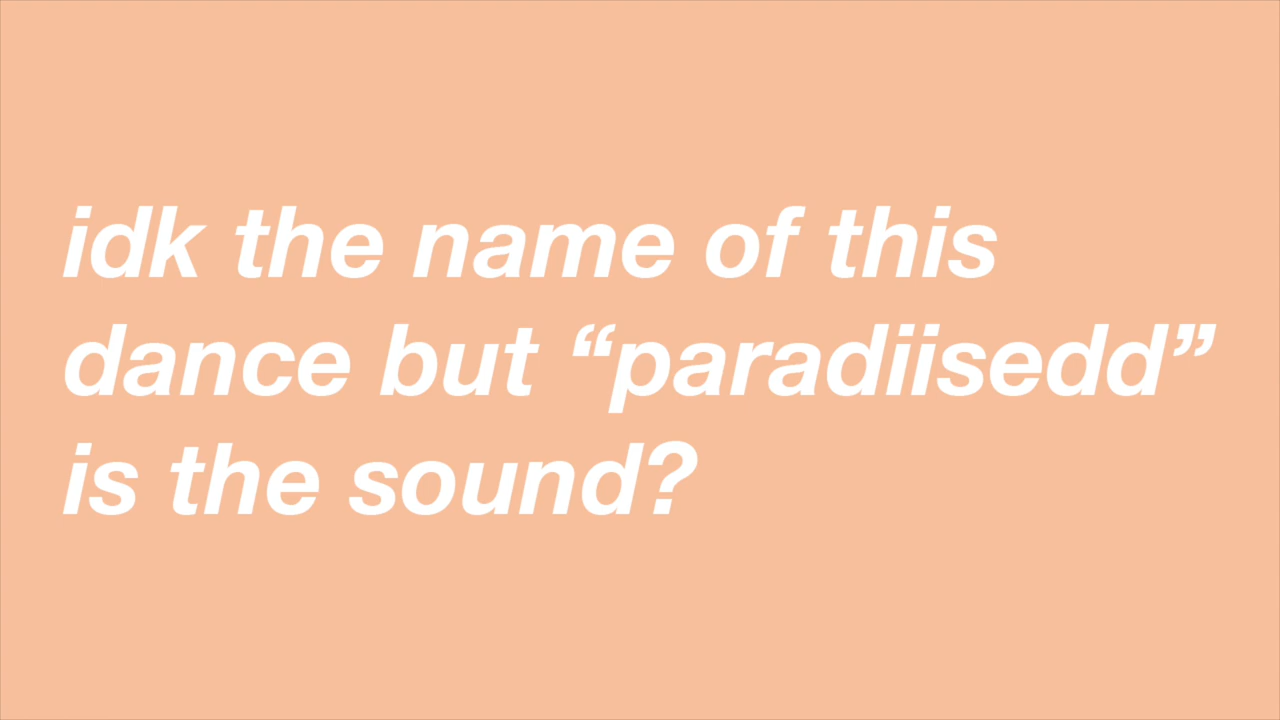 idk the name of this
dance but “paradiisedd”
is the sound?